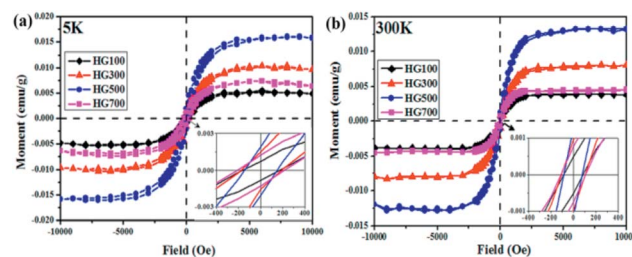 (a)
5K
HG100
HG300
HG500
HG700
Moment (emu/g)
0.020
0.015
0.010
0.005
0.000
-0.005
-0.010
-0.015
-0.020
-10000 -5000 0 5000 10000
Field (Oe)
0.003
0.000
-0.003
-400 -200 0 200 400
(b)
300K
HG100
HG300
HG500
HG700
Moment (emu/g)
0.015
0.010
0.005
0.000
-0.005
-0.010
-0.015
-10000 -5000 0 5000 10000
Field (Oe)
0.001
0.000
-0.001
-400 -200 0 200 400